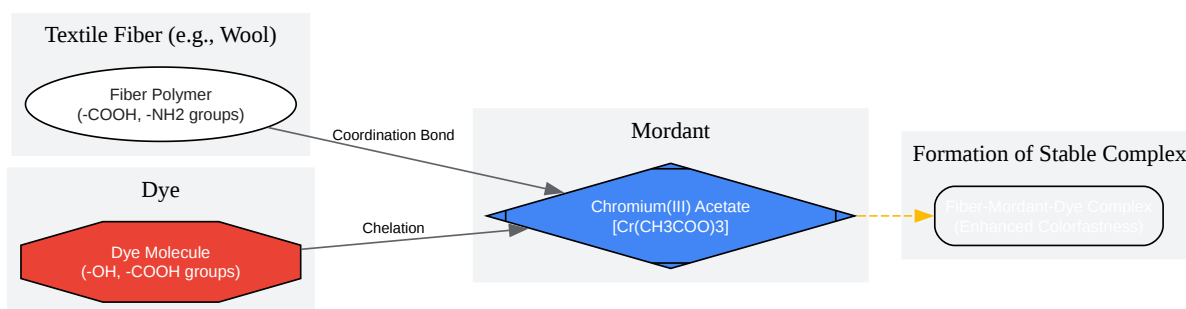 Textile Fiber (e.g., Wool)
Fiber Polymer
(-COOH, -NH2 groups)
Coordination Bond
Dye
Dye Molecule
(-OH, -COOH groups)
Chelation
Mordant
Chromium(III) Acetate
[Cr(CH3COO)3]
Formation of Stable Complex
Fiber-Mordant-Dye Complex
(Enhanced Colorfastness)